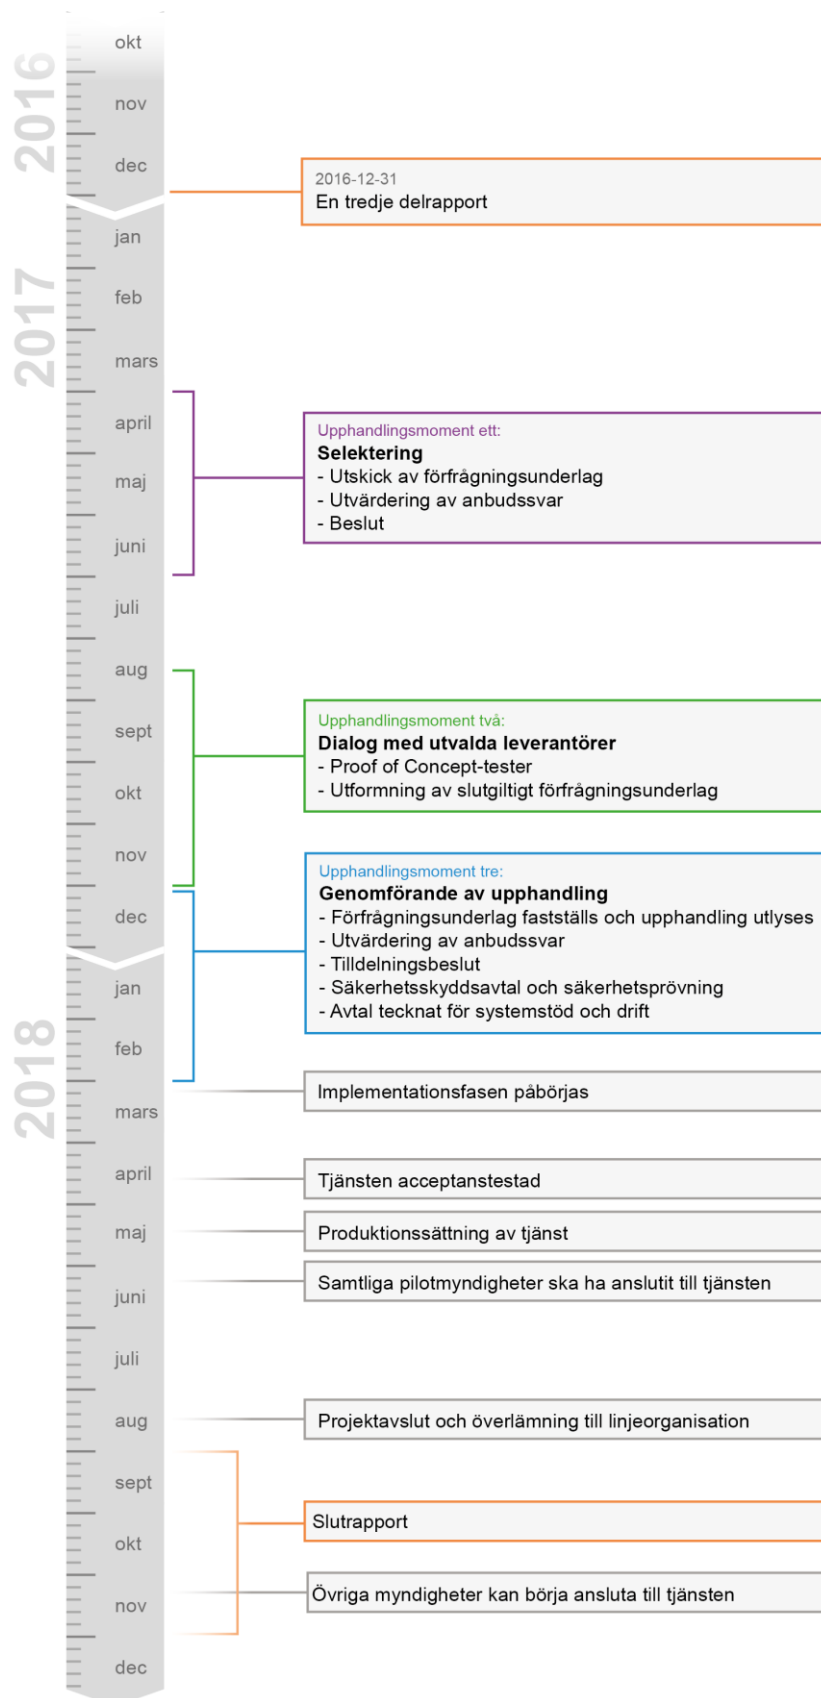 2016
okt
nov
dec
2016-12-31
En tredje delrapport
2017
jan
feb
mars
april
maj
juni
Upphandlingsmoment ett:
Selektering
- Utskick av förfrågningsunderlag
- Utvärdering av anbudssvar
- Beslut
juli
aug
sept
okt
nov
Upphandlingsmoment två:
Dialog med utvalda leverantörer
- Proof of Concept-tester
- Utformning av slutgiltigt förfrågningsunderlag
dec
Upphandlingsmoment tre:
Genomförande av upphandling
- Förfrågningsunderlag fastställs och upphandling utlyses
- Utvärdering av anbudssvar
- Tilldelningsbeslut
- Säkerhetsskyddsavtal och säkerhetsprövning
- Avtal tecknat för systemstöd och drift
2018
jan
feb
mars
Implementationsfasen påbörjas
april
Tjänsten acceptanstestad
maj
Produktionssättning av tjänst
juni
Samtliga pilotmyndigheter ska ha anslutit till tjänsten
juli
aug
Projektavslut och överlämning till linjeorganisation
sept
okt
Slutrapport
nov
Övriga myndigheter kan börja ansluta till tjänsten
dec